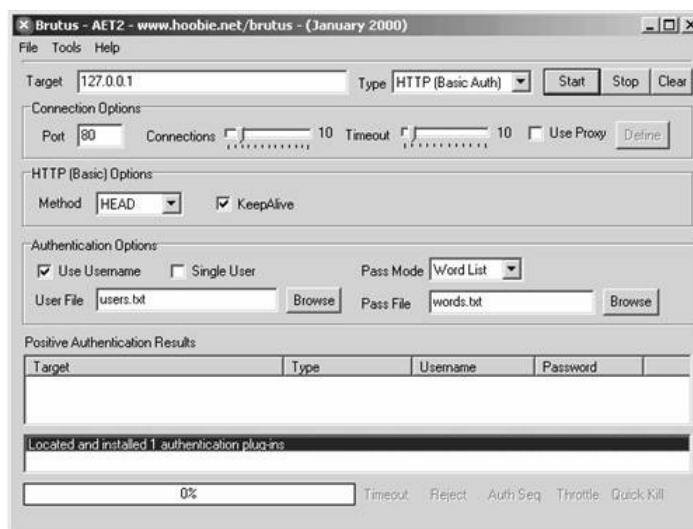 Brutus - AET2 - www.hoobie.net/brutus - (January 2000)
File Tools Help
Target 127.0.0.1 Type HTTP (Basic Auth) Start Stop Clear
Connection Options
Port 80 Connections 10 Timeout 10 Use Proxy Define
HTTP (Basic) Options
Method HEAD KeepAlive
Authentication Options
Use Username Single User Pass Mode Word List
User File users.txt Browse Pass File words.txt Browse
Positive Authentication Results
Target Type Username Password
Located and installed 1 authentication plug-ins
0% Timeout Reject Auth Seq Throttle Quick Kill